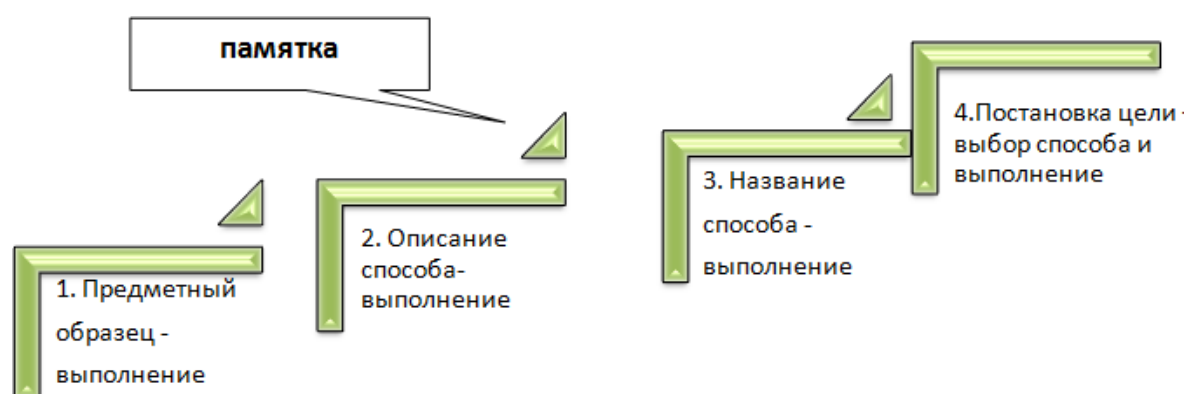 памятка
1. Предметный
образец -
выполнение
2. Описание
способа-
выполнение
3. Название
способа -
выполнение
4.Постановка цели -
выбор способа и
выполнение